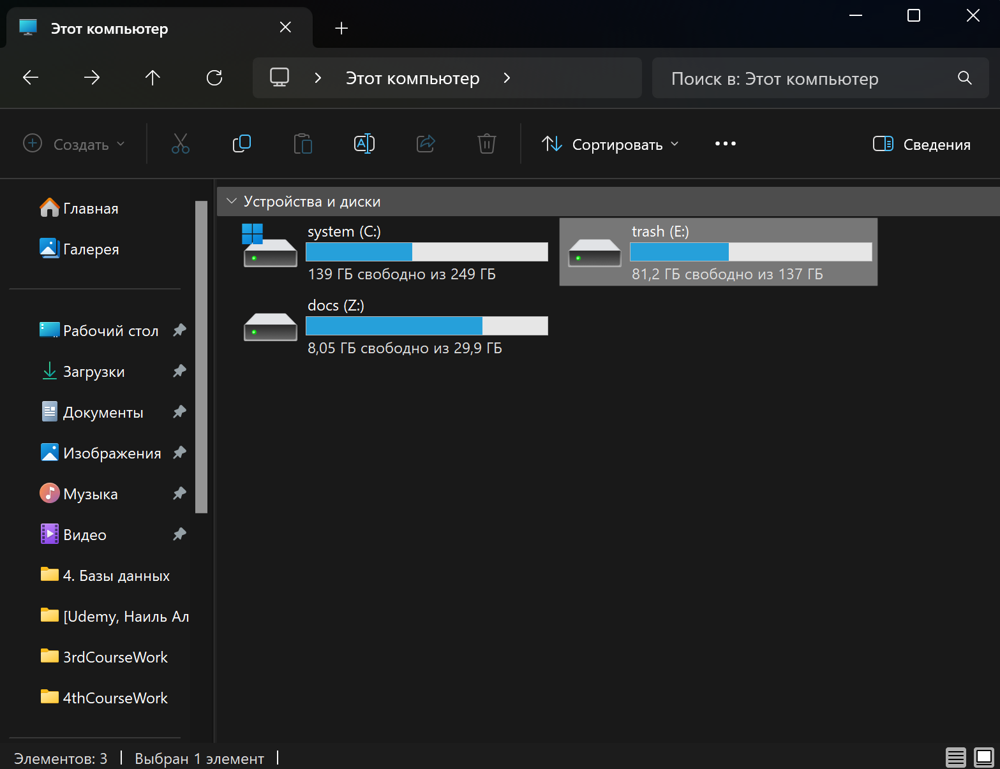 Этот компьютер
Этот компьютер
Поиск в: Этот компьютер
Создать
Сортировать
Сведения
Главная
Галерея
Рабочий стол
Загрузки
Документы
Изображения
Музыка
Видео
4. Базы данных
[Udemy, Наиль Ал
3rdCourseWork
4thCourseWork
Устройства и диски
system (C:)
139 ГБ свободно из 249 ГБ
trash (E:)
81,2 ГБ свободно из 137 ГБ
docs (Z:)
8,05 ГБ свободно из 29,9 ГБ
Элементов: 3
Выбран 1 элемент